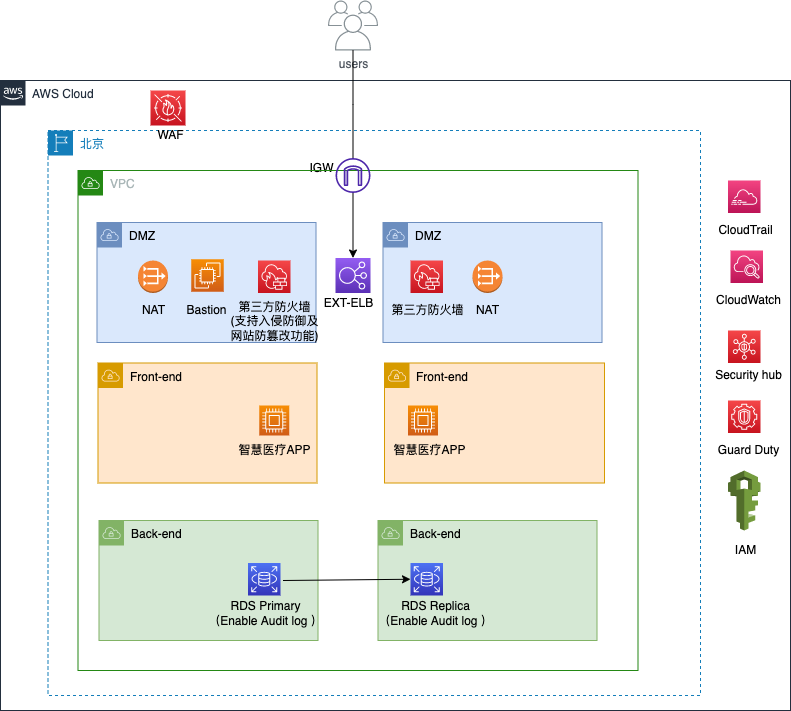 users
aws
AWS Cloud
WAF
北京
IGW
VPC
DMZ
NAT
Bastion
第三方防火墙
(支持入侵防御及
网站防篡改功能)
EXT-ELB
DMZ
第三方防火墙
NAT
Front-end
智慧医疗APP
Front-end
智慧医疗APP
Back-end
RDS Primary
(Enable Audit log )
Back-end
RDS Replica
(Enable Audit log )
CloudTrail
CloudWatch
Security hub
Guard Duty
IAM